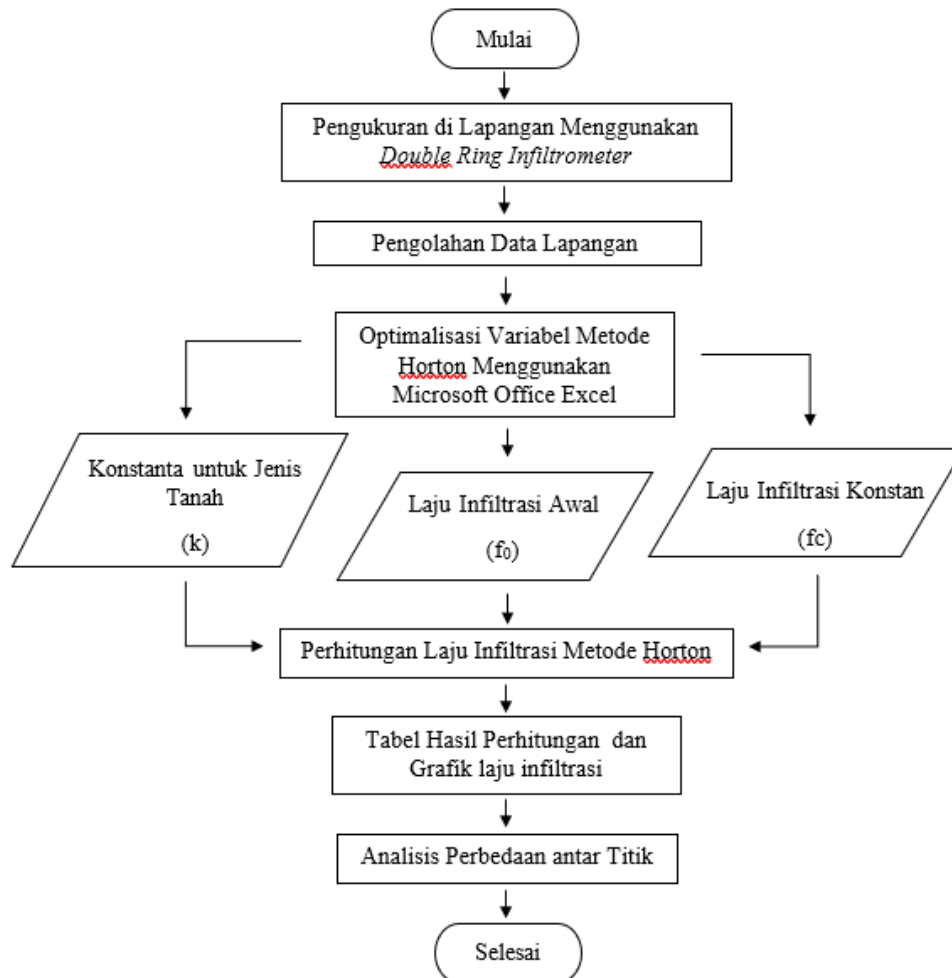 Mulai
Pengukuran di Lapangan Menggunakan
Double Ring Infiltrometer
Pengolahan Data Lapangan
Optimalisasi Variabel Metode
Horton Menggunakan
Microsoft Office Excel
Konstanta untuk Jenis
Tanah
(k)
Laju Infiltrasi Awal
(f₀)
Laju Infiltrasi Konstan
(fc)
Perhitungan Laju Infiltrasi Metode Horton
Tabel Hasil Perhitungan dan
Grafik laju infiltrasi
Analisis Perbedaan antar Titik
Selesai